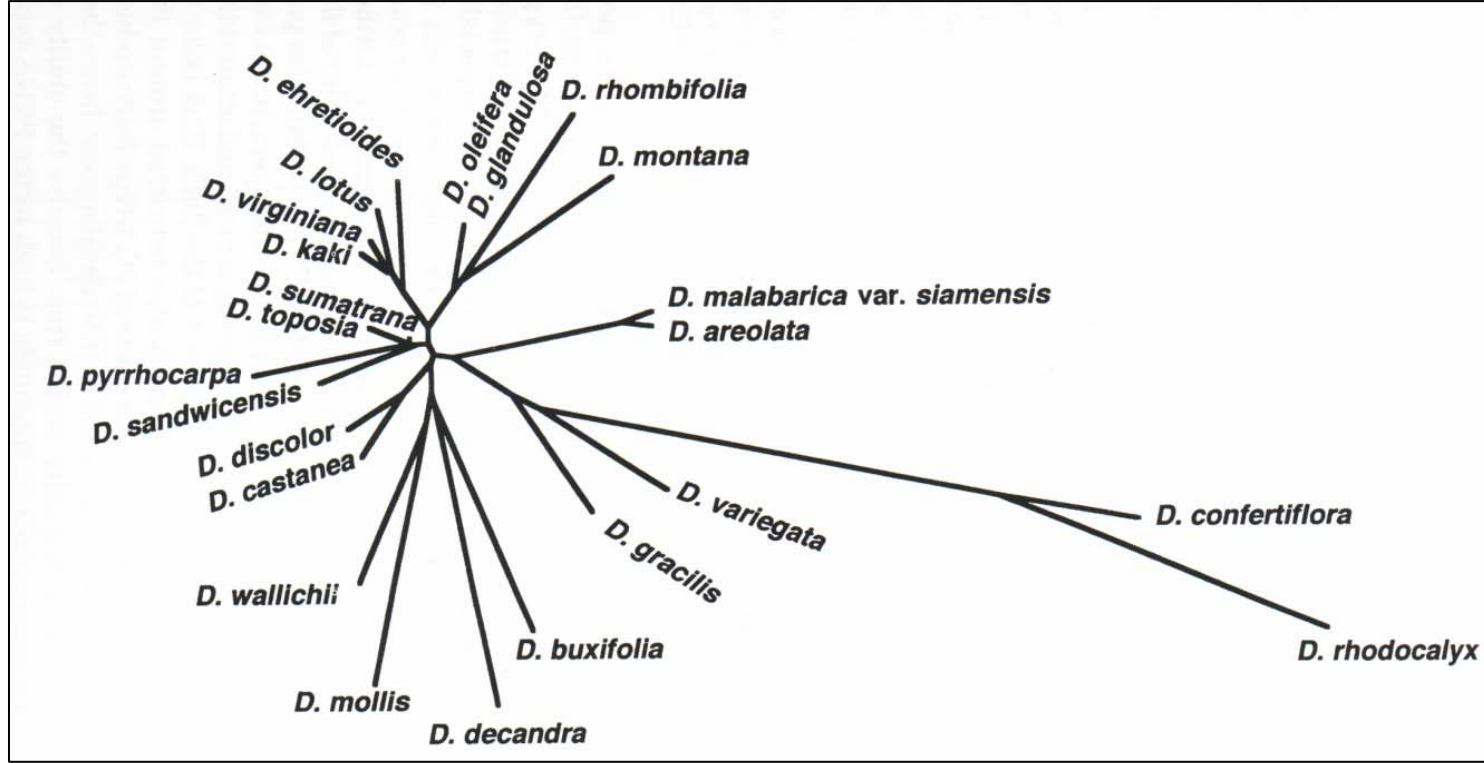 D. ehretioides
D. oleifera
D. glandulosa
D. rhombifolia
D. montana
D. lotus
D. virginiana
D. kaki
D. sumatrana
D. toposia
D. malabarica var. siamensis
D. areolata
D. pyrrhocarpa
D. sandwicensis
D. discolor
D. castanea
D. variegata
D. confertiflora
D. gracilis
D. wallichii
D. buxifolia
D. rhodocalyx
D. mollis
D. decandra